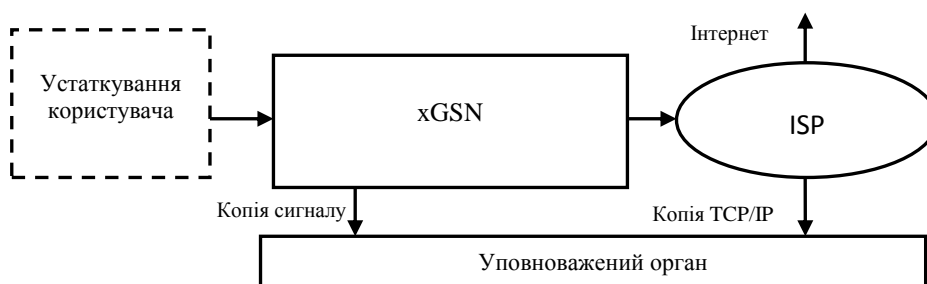 Інтернет
Устаткування
користувача
xGSN
ISP
Копія сигналу
Копія TCP/IP
Уповноважений орган